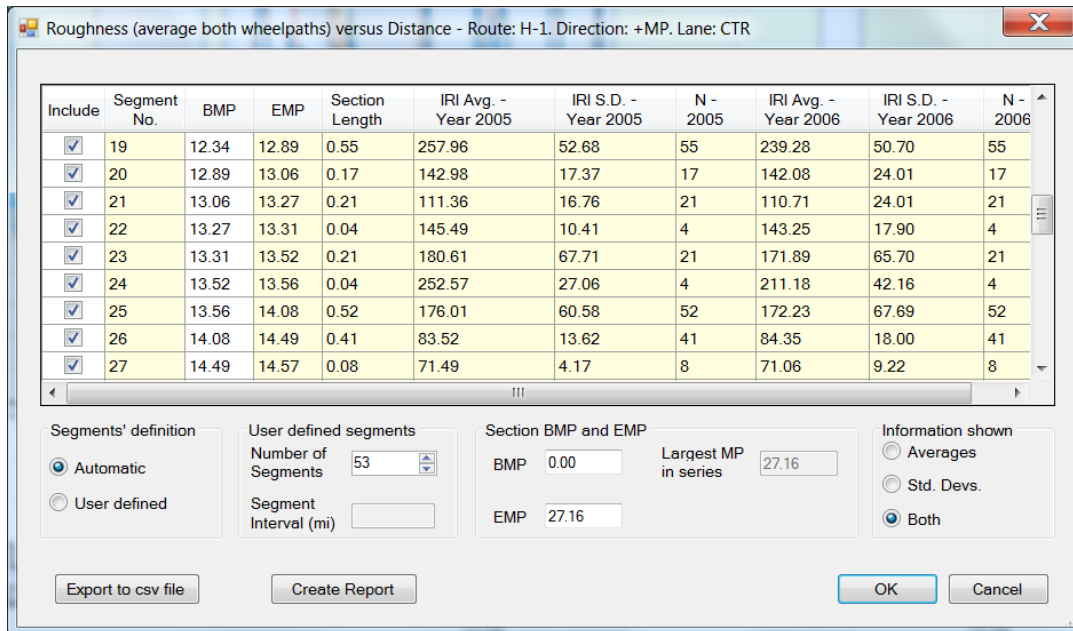 Roughness (average both wheelpaths) versus Distance - Route: H-1. Direction: +MP. Lane: CTR
Include Segment No. BMP EMP Section Length IRI Avg. - Year 2005 IRI S.D. - Year 2005 N - 2005 IRI Avg. - Year 2006 IRI S.D. - Year 2006 N - 2006
19 12.34 12.89 0.55 257.96 52.68 55 239.28 50.70 55
20 12.89 13.06 0.17 142.98 17.37 17 142.08 24.01 17
21 13.06 13.27 0.21 111.36 16.76 21 110.71 24.01 21
22 13.27 13.31 0.04 145.49 10.41 4 143.25 17.90 4
23 13.31 13.52 0.21 180.61 67.71 21 171.89 65.70 21
24 13.52 13.56 0.04 252.57 27.06 4 211.18 42.16 4
25 13.56 14.08 0.52 176.01 60.58 52 172.23 67.69 52
26 14.08 14.49 0.41 83.52 13.62 41 84.35 18.00 41
27 14.49 14.57 0.08 71.49 4.17 8 71.06 9.22 8
Segments' definition
Automatic
User defined
User defined segments
Number of Segments 53
Segment Interval (mi)
Section BMP and EMP
BMP 0.00 Largest MP in series 27.16
EMP 27.16
Information shown
Averages
Std. Devs.
Both
Export to csv file
Create Report
OK
Cancel